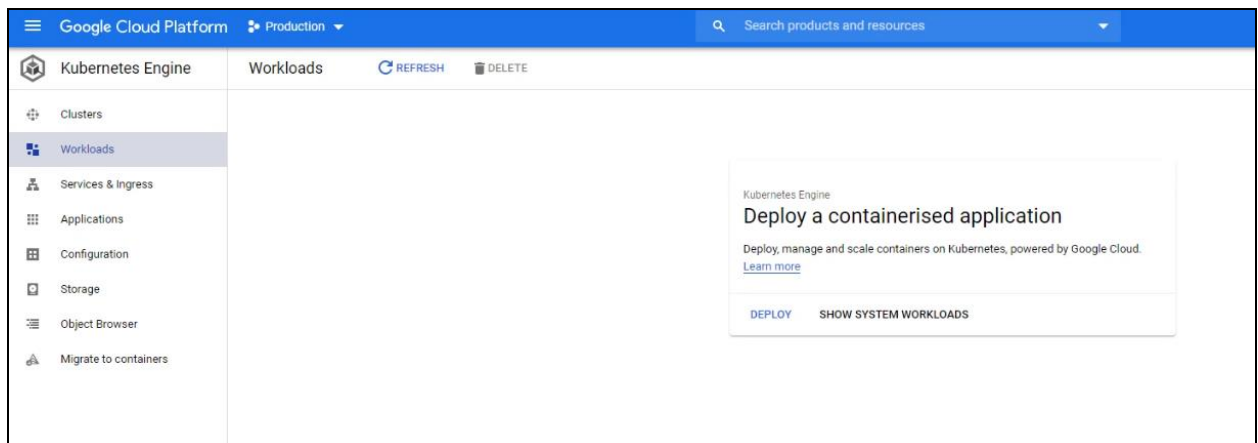 Google Cloud Platform
Production
Search products and resources
Kubernetes Engine
Workloads
REFRESH
DELETE
Clusters
Workloads
Services & Ingress
Applications
Configuration
Storage
Object Browser
Migrate to containers
Kubernetes Engine
Deploy a containerised application
Deploy, manage and scale containers on Kubernetes, powered by Google Cloud.
Learn more
DEPLOY
SHOW SYSTEM WORKLOADS